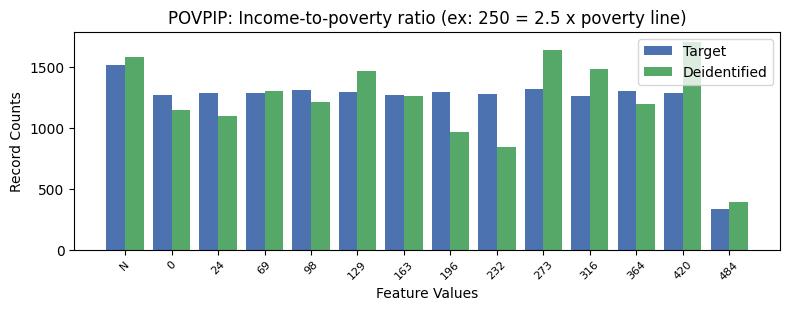 POVPIP: Income-to-poverty ratio (ex: 250 = 2.5 x poverty line)
Target
Deidentified
Record Counts
1500
1000
500
0
N 0 24 69 98 129 163 196 232 273 316 364 420 484
Feature Values